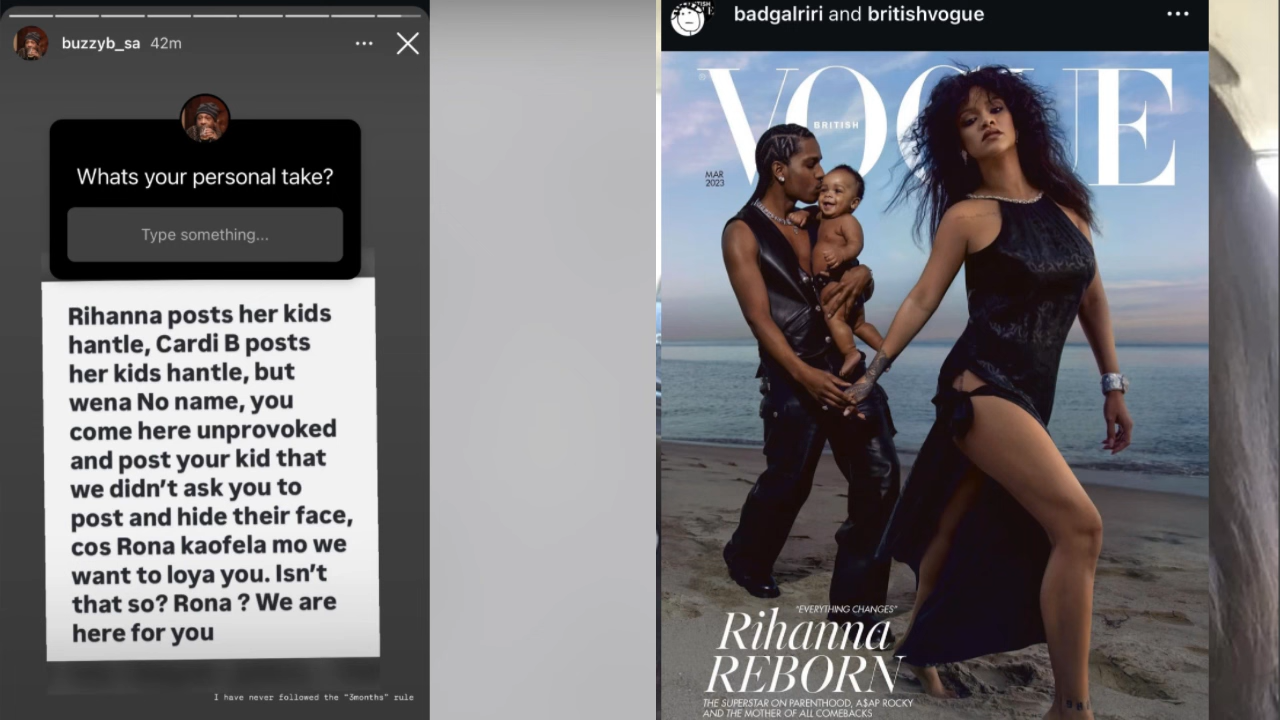 buzzyb_sa 42m
Whats your personal take?
Type something...
Rihanna posts her kids
hantle, Cardi B posts
her kids hantle, but
wena No name, you
come here unprovoked
and post your kid that
we didn't ask you to
post and hide their face,
cos Rona kaofela mo we
want to loya you. Isn't
that so? Rona ? We are
here for you
I have never followed the "3months" rule
badgalriri and britishvogue
VOGUE
BRITISH
MAR
2023
"EVERYTHING CHANGES"
Rihanna
REBORN
THE SUPERSTAR ON PARENTHOOD, A$AP ROCKY
AND THE MOTHER OF ALL COMEBACKS